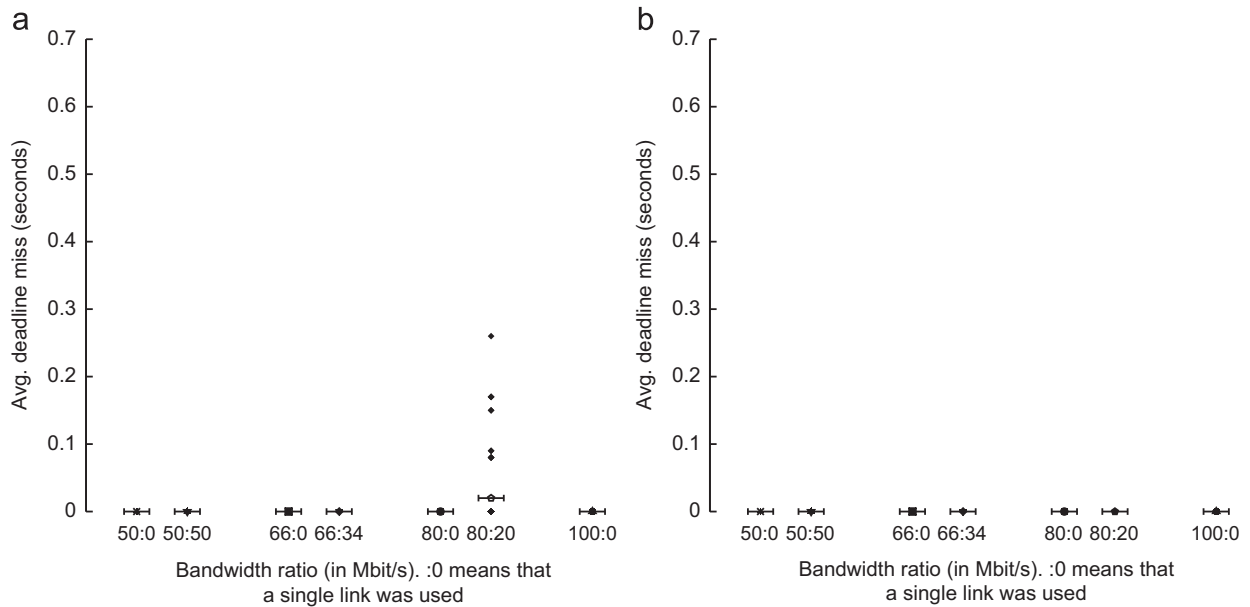 a
0.7
0.6
0.5
0.4
0.3
0.2
0.1
0
Avg. deadline miss (seconds)
50:0 50:50 66:0 66:34 80:0 80:20 100:0
Bandwidth ratio (in Mbit/s). :0 means that
a single link was used
b
0.7
0.6
0.5
0.4
0.3
0.2
0.1
0
Avg. deadline miss (seconds)
50:0 50:50 66:0 66:34 80:0 80:20 100:0
Bandwidth ratio (in Mbit/s). :0 means that
a single link was used